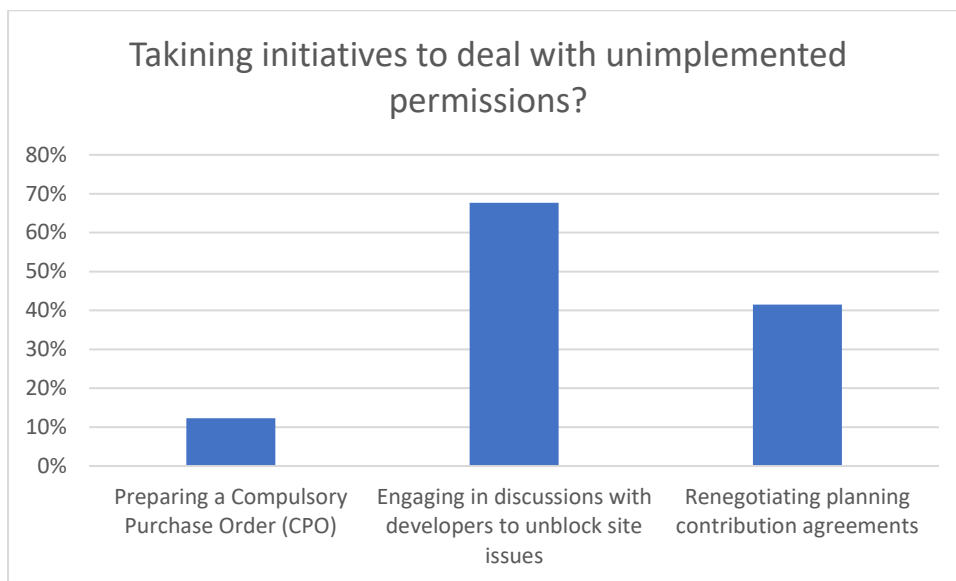 Takining initiatives to deal with unimplemented
permissions?
80%
70%
60%
50%
40%
30%
20%
10%
0%
Preparing a Compulsory
Purchase Order (CPO)
Engaging in discussions with
developers to unblock site
issues
Renegotiating planning
contribution agreements